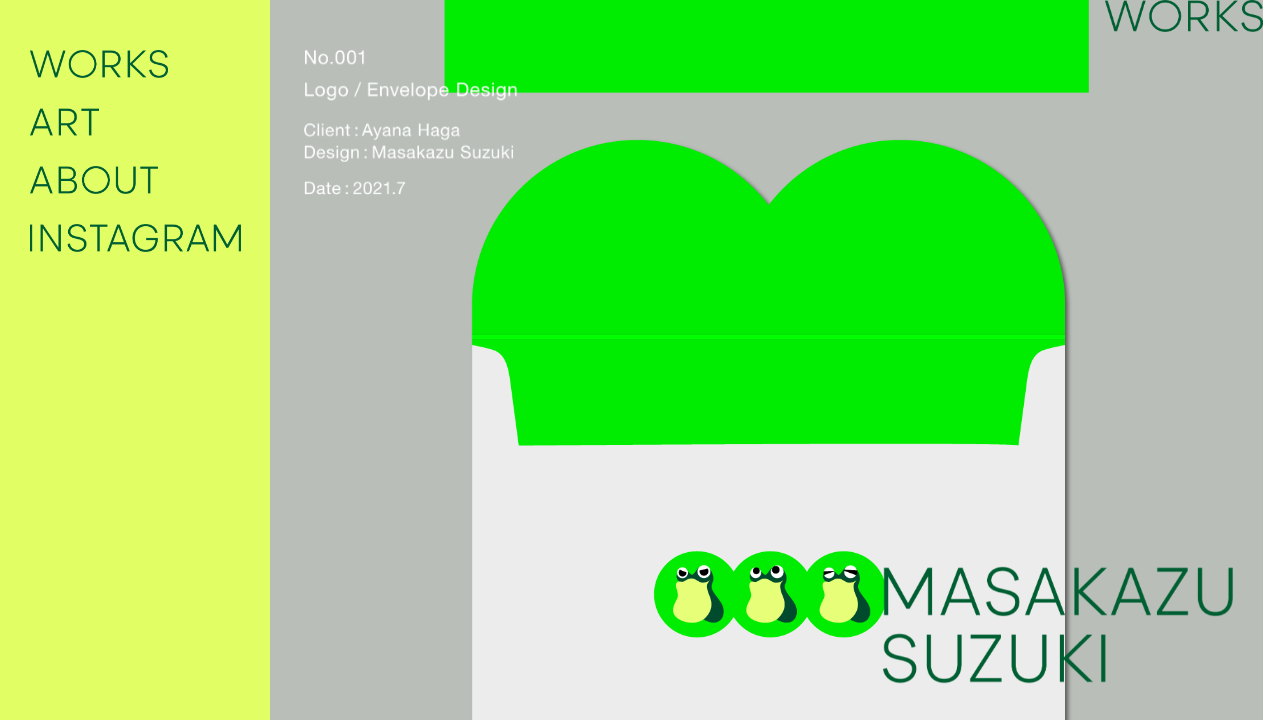 WORKS
ART
ABOUT
INSTAGRAM
No.001
Logo / Envelope Design
Client : Ayana Haga
Design : Masakazu Suzuki
Date : 2021.7
WORKS
MASAKAZU
SUZUKI